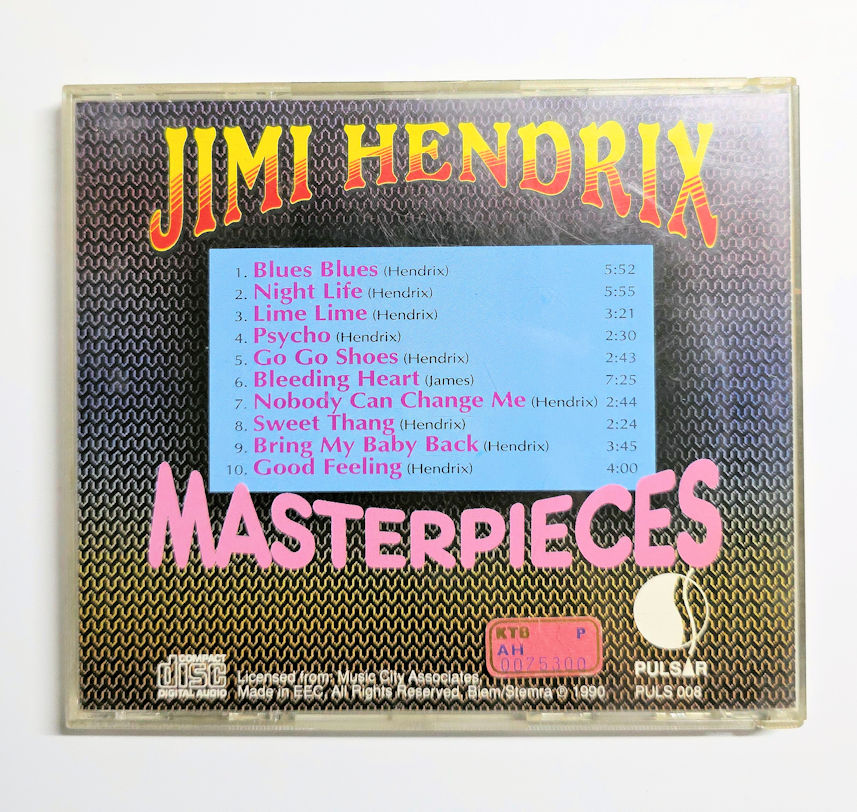 JIMI HENDRIX
1. Blues Blues (Hendrix) 5:52
2. Night Life (Hendrix) 5:55
3. Lime Lime (Hendrix) 3:21
4. Psycho (Hendrix) 2:30
5. Go Go Shoes (Hendrix) 2:43
6. Bleeding Heart (James) 7:25
7. Nobody Can Change Me (Hendrix) 2:44
8. Sweet Thang (Hendrix) 2:24
9. Bring My Baby Back (Hendrix) 3:45
10. Good Feeling (Hendrix) 4:00
MASTERPIECES
KTB P
AH
0075300
COMPACT
disc
DIGITAL AUDIO
Licensed from: Music City Associates,
Made in EEC, All Rights Reserved, Biem/Stemra ℗ 1990
PULSAR
PULS 008